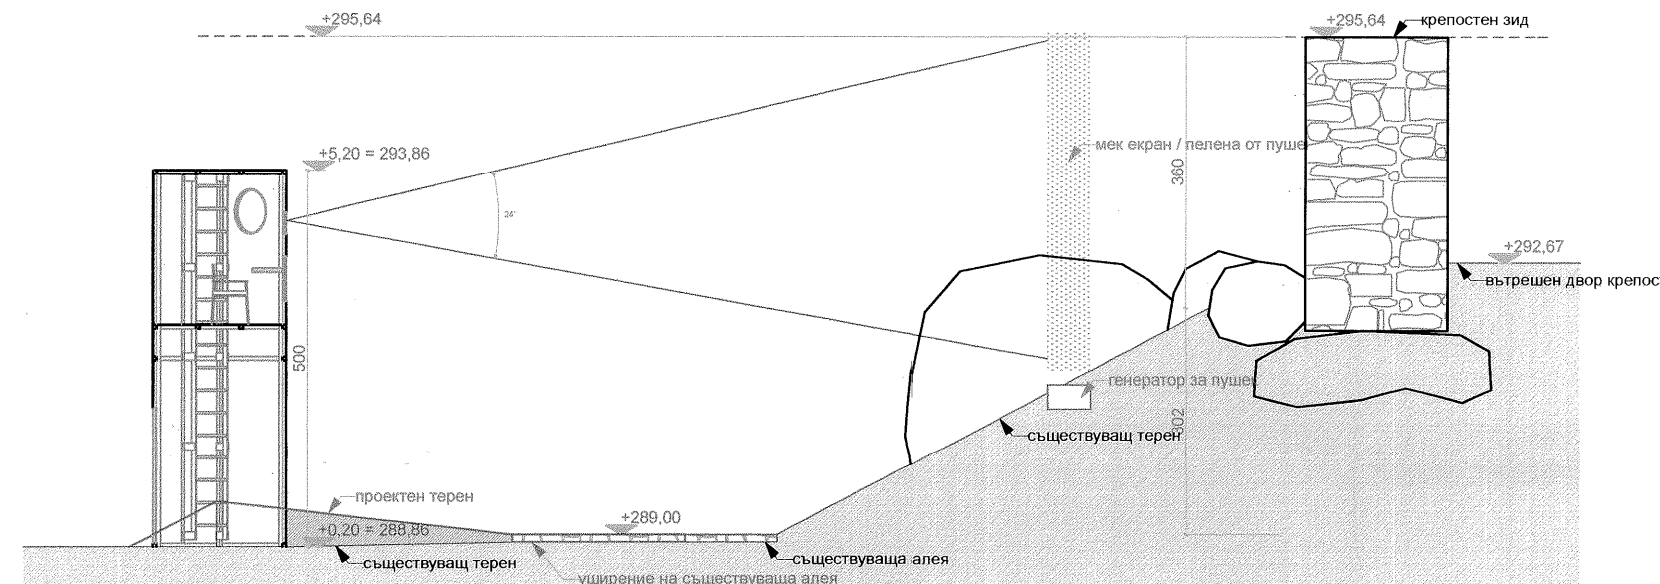 +295,64
+295,64
крепостен зид
+5,20 = 293,86
мек екран / пелена от пуше
360
26°
+292,67
вътрешен двор крепос
500
генератор за пуше
302
съществуващ терен
проектен терен
+289,00
+0,20 = 288,86
съществуваща алея
съществуващ терен
уширение на съществуваща алея